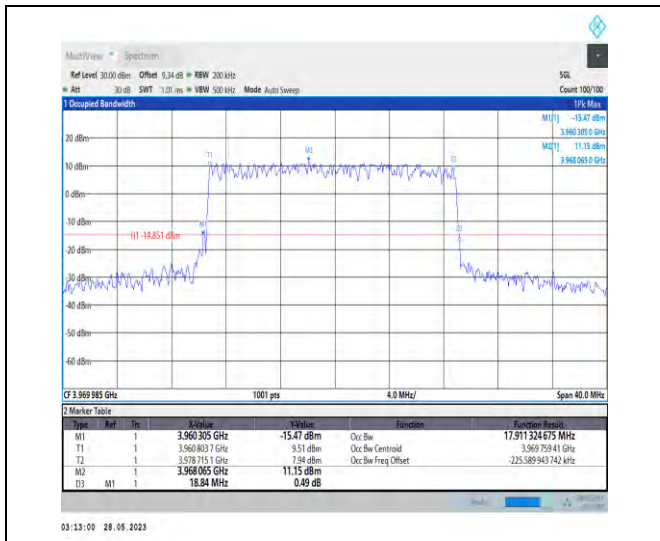 MultiView Spectrum
Ref Level 30.00 dBm Offset 9.34 dB RBW 200 kHz SGL
Att 30 dB SWT 1.01 ms VBW 500 kHz Mode Auto Sweep Count 100/100
1 Occupied Bandwidth 1Pk Max
M1[1] -15.47 dBm
3.960 305 0 GHz
M2[1] 11.15 dBm
3.968 065 0 GHz
20 dBm
T1 M2 T2
10 dBm
0 dBm
-10 dBm
M1 D3
H1 -14.851 dBm
-20 dBm
-30 dBm
-40 dBm
-50 dBm
-60 dBm
CF 3.969 985 GHz 1001 pts 4.0 MHz/ Span 40.0 MHz
2 Marker Table
Type Ref Trc X-Value Y-Value Function Function Result
M1 1 3.960 305 GHz -15.47 dBm Occ Bw 17.911 324 675 MHz
T1 1 3.960 803 7 GHz 9.51 dBm Occ Bw Centroid 3.969 759 41 GHz
T2 1 3.978 715 1 GHz 7.94 dBm Occ Bw Freq Offset -225.589 943 742 kHz
M2 1 3.968 065 GHz 11.15 dBm
D3 M1 1 18.84 MHz 0.49 dB
03:13:00 28.05.2023